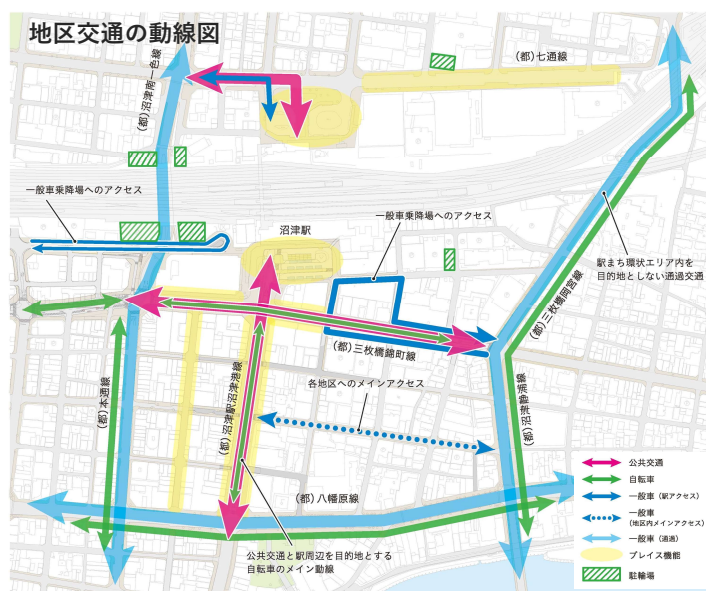 地区交通の動線図
(都)七通線
(都)沼津南一色線
一般車乗降場へのアクセス
沼津駅
一般車乗降場へのアクセス
駅まち環状エリア内を
目的地としない通過交通
(都)三枚橋岡宮線
(都)三枚橋錦町線
(都)本通線
(都)沼津駅沼津港線
各地区へのメインアクセス
(都)沼津静浦線
(都)八幡原線
公共交通と駅周辺を目的地とする
自転車のメイン動線
公共交通
自転車
一般車(駅アクセス)
一般車
(地区内メインアクセス)
一般車(通過)
プレイス機能
駐輪場